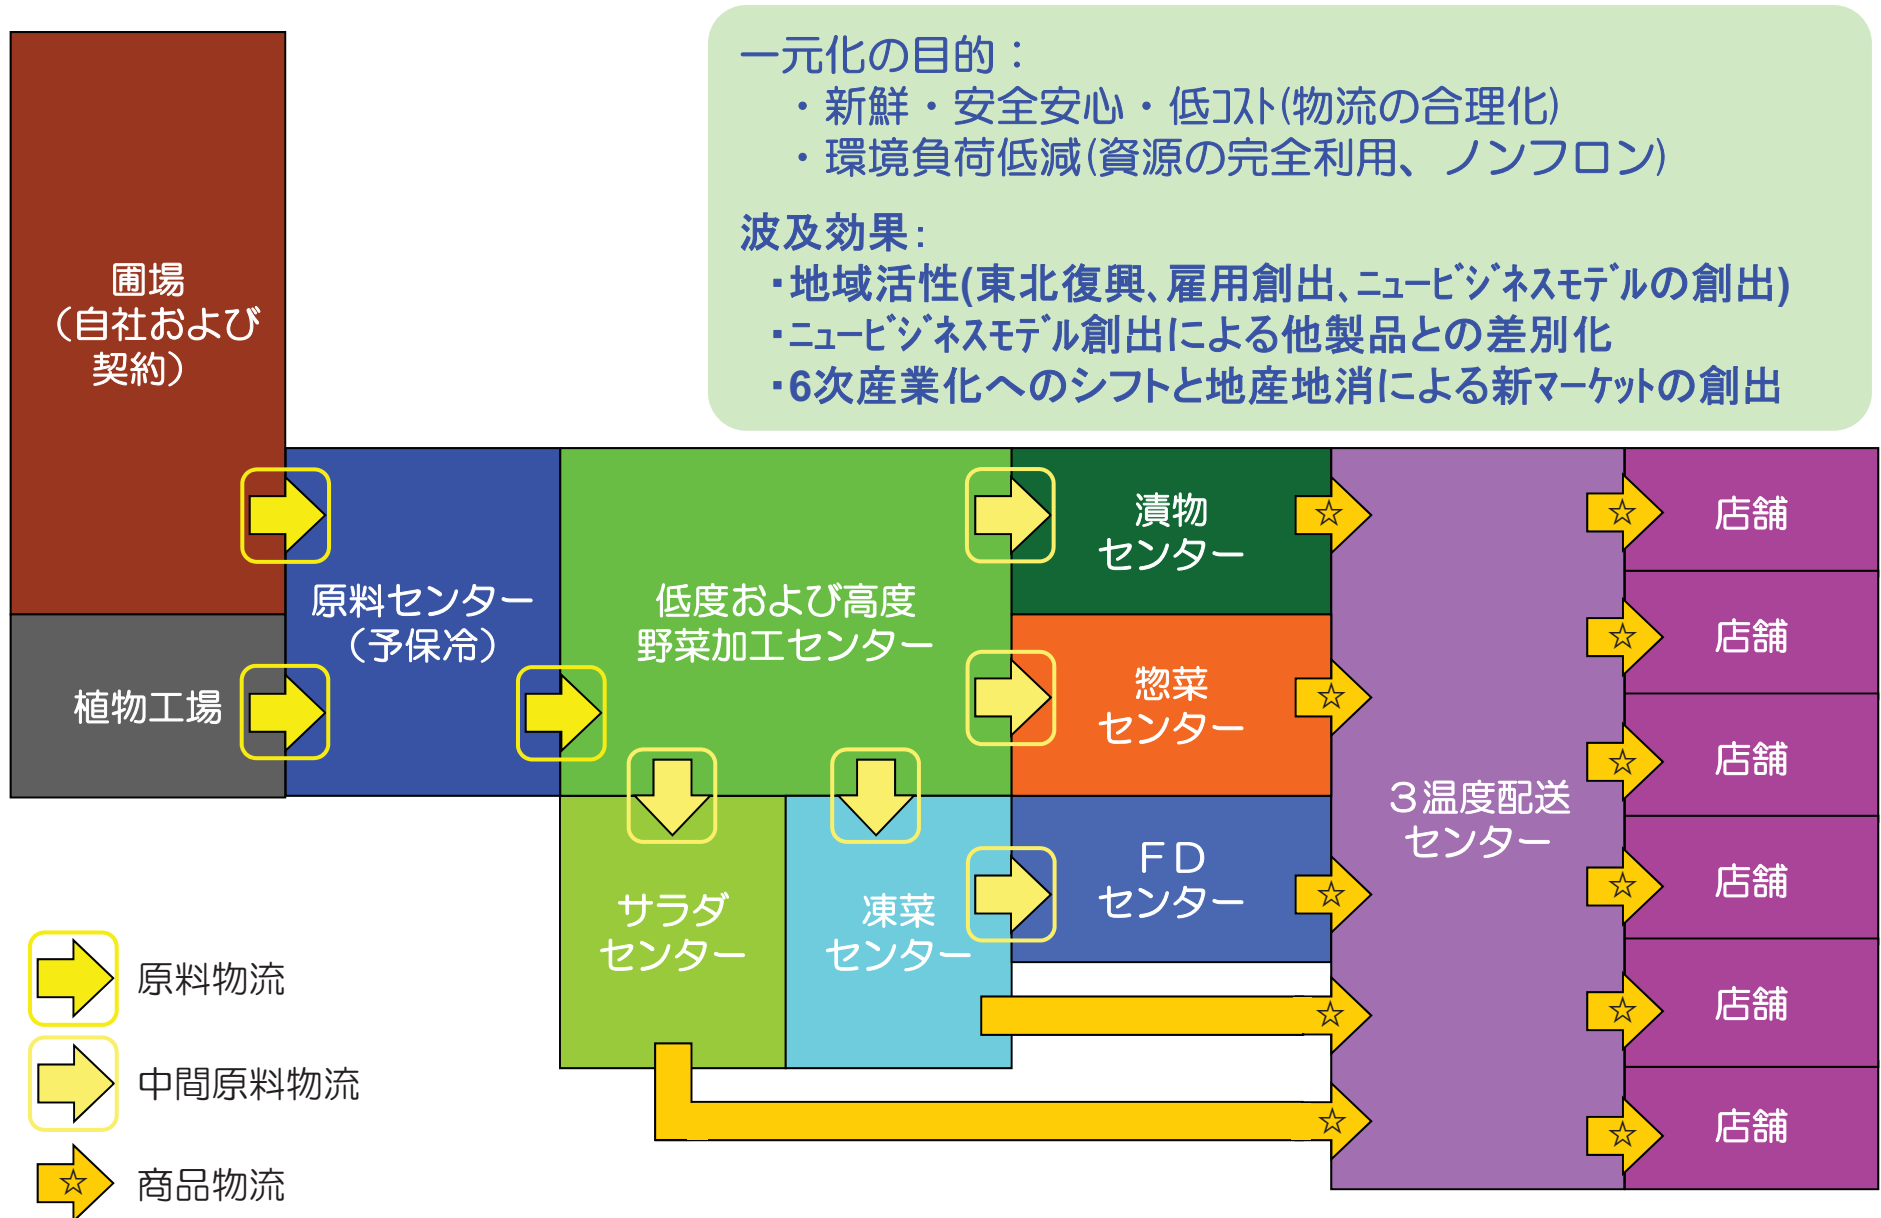 一元化の目的：
・新鮮・安全安心・低ｺｽﾄ(物流の合理化)
・環境負荷低減(資源の完全利用、ノンフロン)
波及効果：
・地域活性(東北復興、雇用創出、ﾆｭｰﾋﾞｼﾞﾈｽﾓﾃﾞﾙの創出)
・ﾆｭｰﾋﾞｼﾞﾈｽﾓﾃﾞﾙ創出による他製品との差別化
・6次産業化へのシフトと地産地消による新ﾏｰｹｯﾄの創出
圃場
（自社および
契約）
植物工場
原料センター
（予保冷）
低度および高度
野菜加工センター
漬物
センター
惣菜
センター
ＦＤ
センター
サラダ
センター
凍菜
センター
３温度配送
センター
店舗
店舗
店舗
店舗
店舗
店舗
原料物流
中間原料物流
商品物流